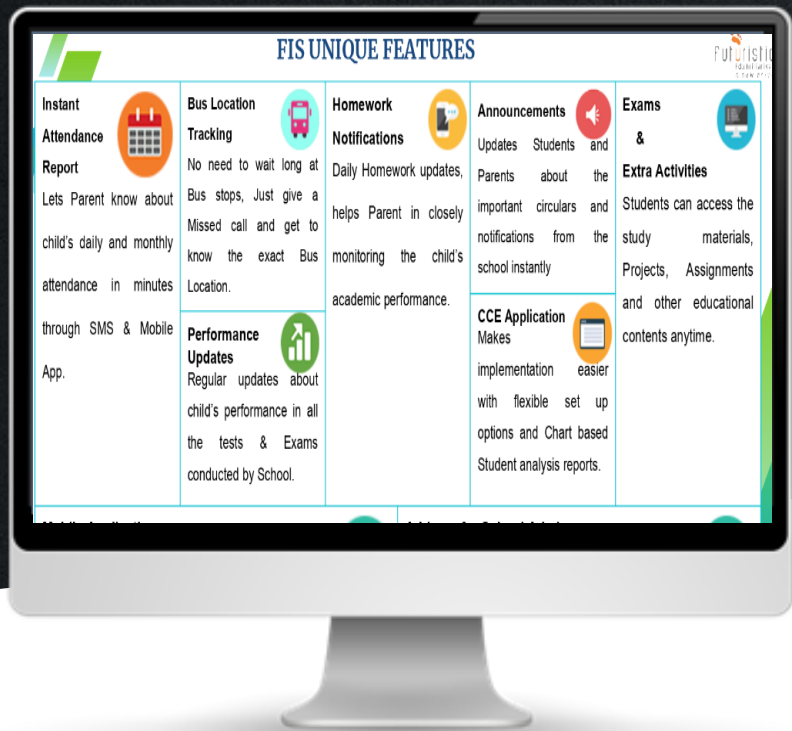 FIS UNIQUE FEATURES
Futuristic
Instant
Attendance
Report
Lets Parent know about
child's daily and monthly
attendance in minutes
through SMS & Mobile
App.
Bus Location
Tracking
No need to wait long at
Bus stops, Just give a
Missed call and get to
know the exact Bus
Location.
Performance
Updates
Regular updates about
child's performance in all
the tests & Exams
conducted by School.
Homework
Notifications
Daily Homework updates,
helps Parent in closely
monitoring the child's
academic performance.
Announcements
Updates Students and
Parents about the
important circulars and
notifications from the
school instantly
CCE Application
Makes
implementation easier
with flexible set up
options and Chart based
Student analysis reports.
Exams
&
Extra Activities
Students can access the
study materials,
Projects, Assignments
and other educational
contents anytime.